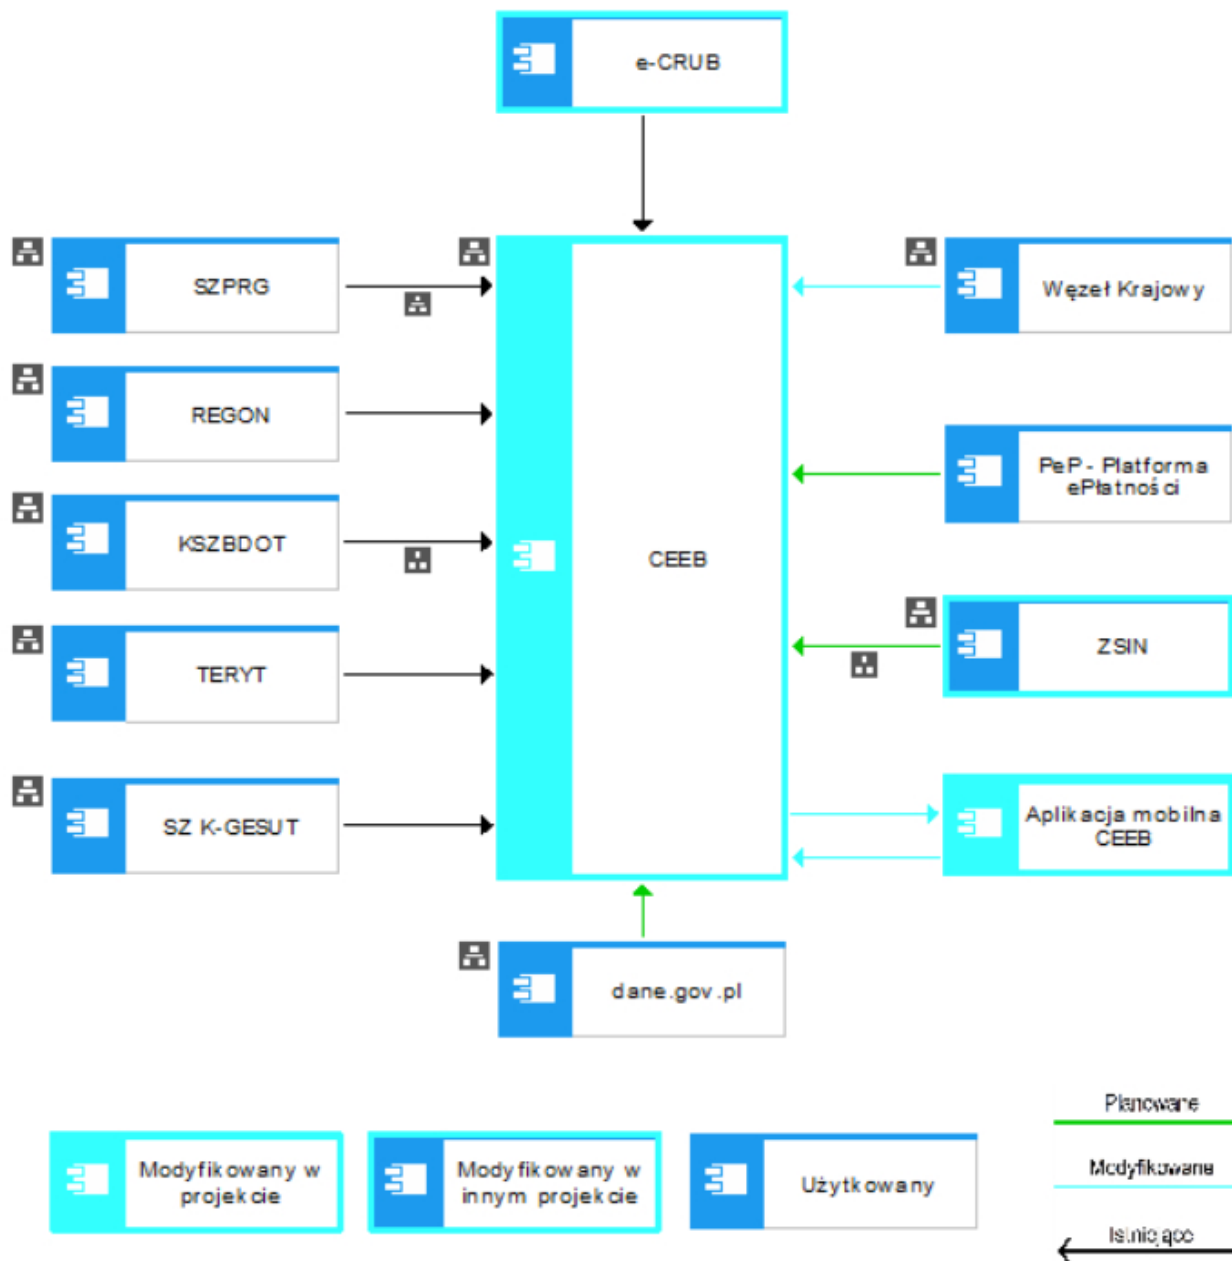 e-CRUB
SZPRG
Węzeł Krajowy
REGON
PeP - Platforma
ePłatności
KSZBDOT
CEEB
ZSIN
TERYT
Aplikacja mobilna
CEEB
SZ K-GESUT
dane.gov.pl
Planowane
Modyfikowany w
projekcie
Modyfikowany w
innym projekcie
Użytkowany
Modyfikowane
Istniejące